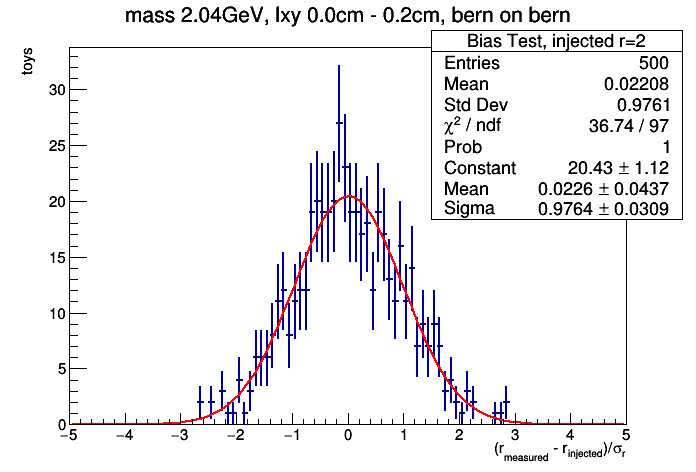 mass 2.04GeV, lxy 0.0cm - 0.2cm, bern on bern
toys
Bias Test, injected r=2
Entries 500
Mean 0.02208
Std Dev 0.9761
χ² / ndf 36.74 / 97
Prob 1
Constant 20.43 ± 1.12
Mean 0.0226 ± 0.0437
Sigma 0.9764 ± 0.0309
30
25
20
15
10
5
0
−5 −4 −3 −2 −1 0 1 2 3 4 5
(r_measured - r_injected)/σ_r